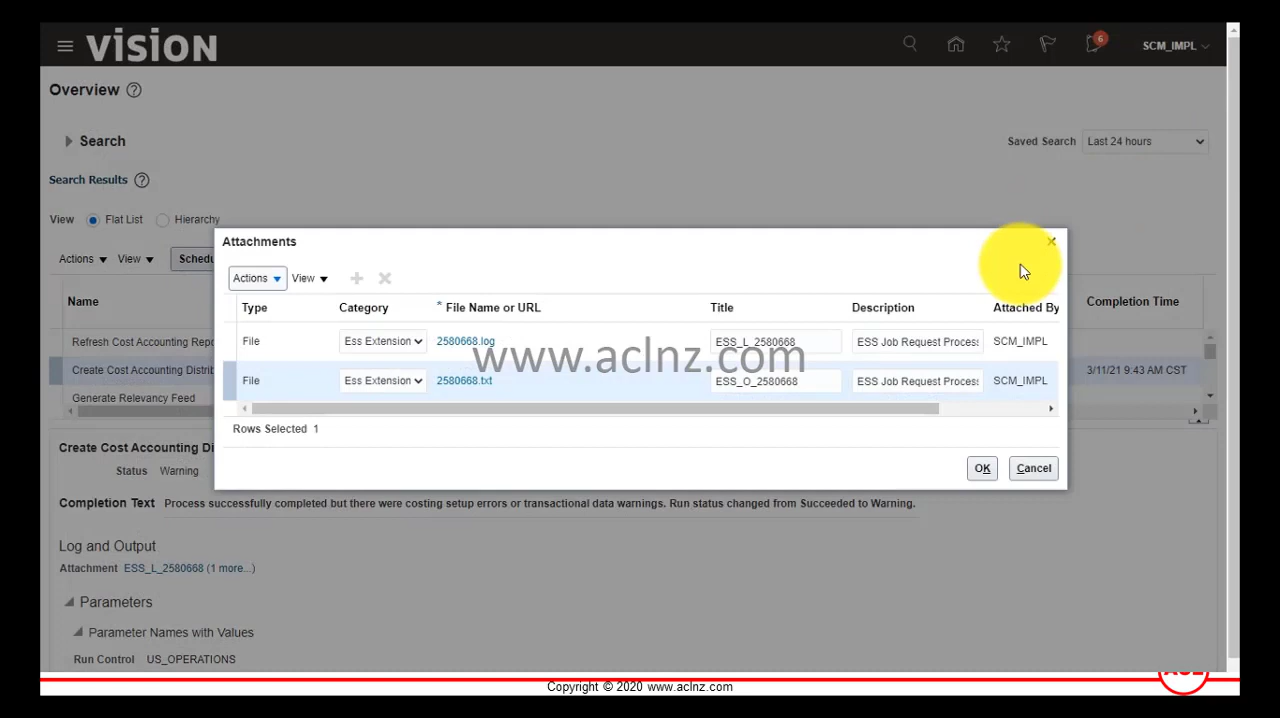 vision
6
SCM_IMPL
Overview
Search
Saved Search Last 24 hours
Search Results
View Flat List Hierarchy
Actions View Schedu
Name Completion Time
Refresh Cost Accounting Repo
Create Cost Accounting Distrib 3/11/21 9:43 AM CST
Generate Relevancy Feed
Attachments
Actions View
Type Category * File Name or URL Title Description Attached By
File Ess Extension 2580668.log ESS_L_2580668 ESS Job Request Process SCM_IMPL
www.aclnz.com
File Ess Extension 2580668.txt ESS_O_2580668 ESS Job Request Process SCM_IMPL
Rows Selected 1
OK Cancel
Create Cost Accounting Di
Status Warning
Completion Text Process successfully completed but there were costing setup errors or transactional data warnings. Run status changed from Succeeded to Warning.
Log and Output
Attachment ESS_L_2580668 (1 more...)
Parameters
Parameter Names with Values
Run Control US_OPERATIONS
Copyright © 2020 www.aclnz.com